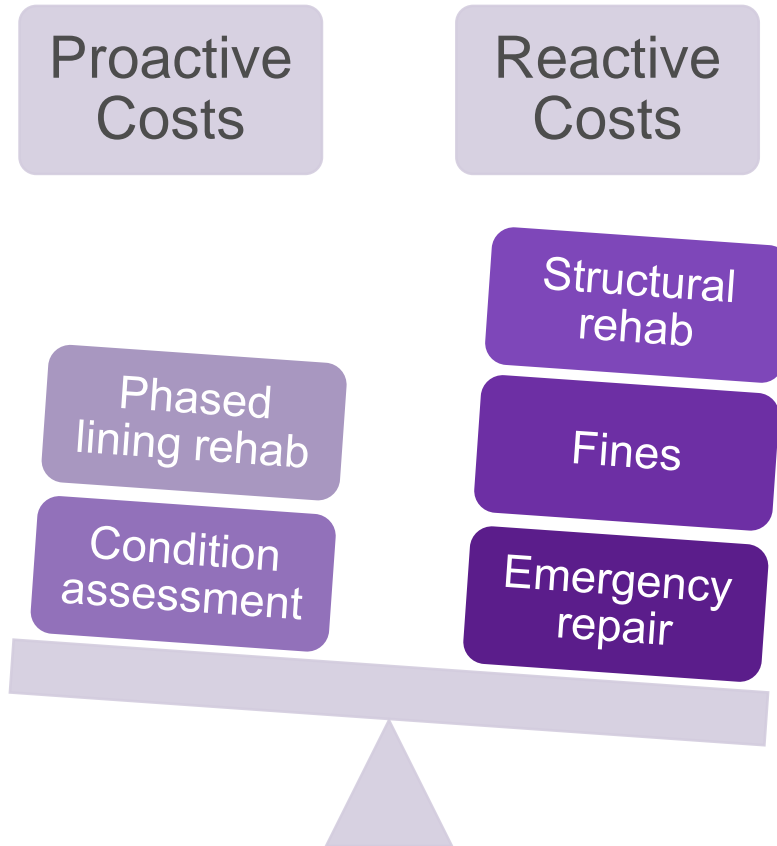 Proactive
Costs
Reactive
Costs
Phased
lining rehab
Condition
assessment
Structural
rehab
Fines
Emergency
repair